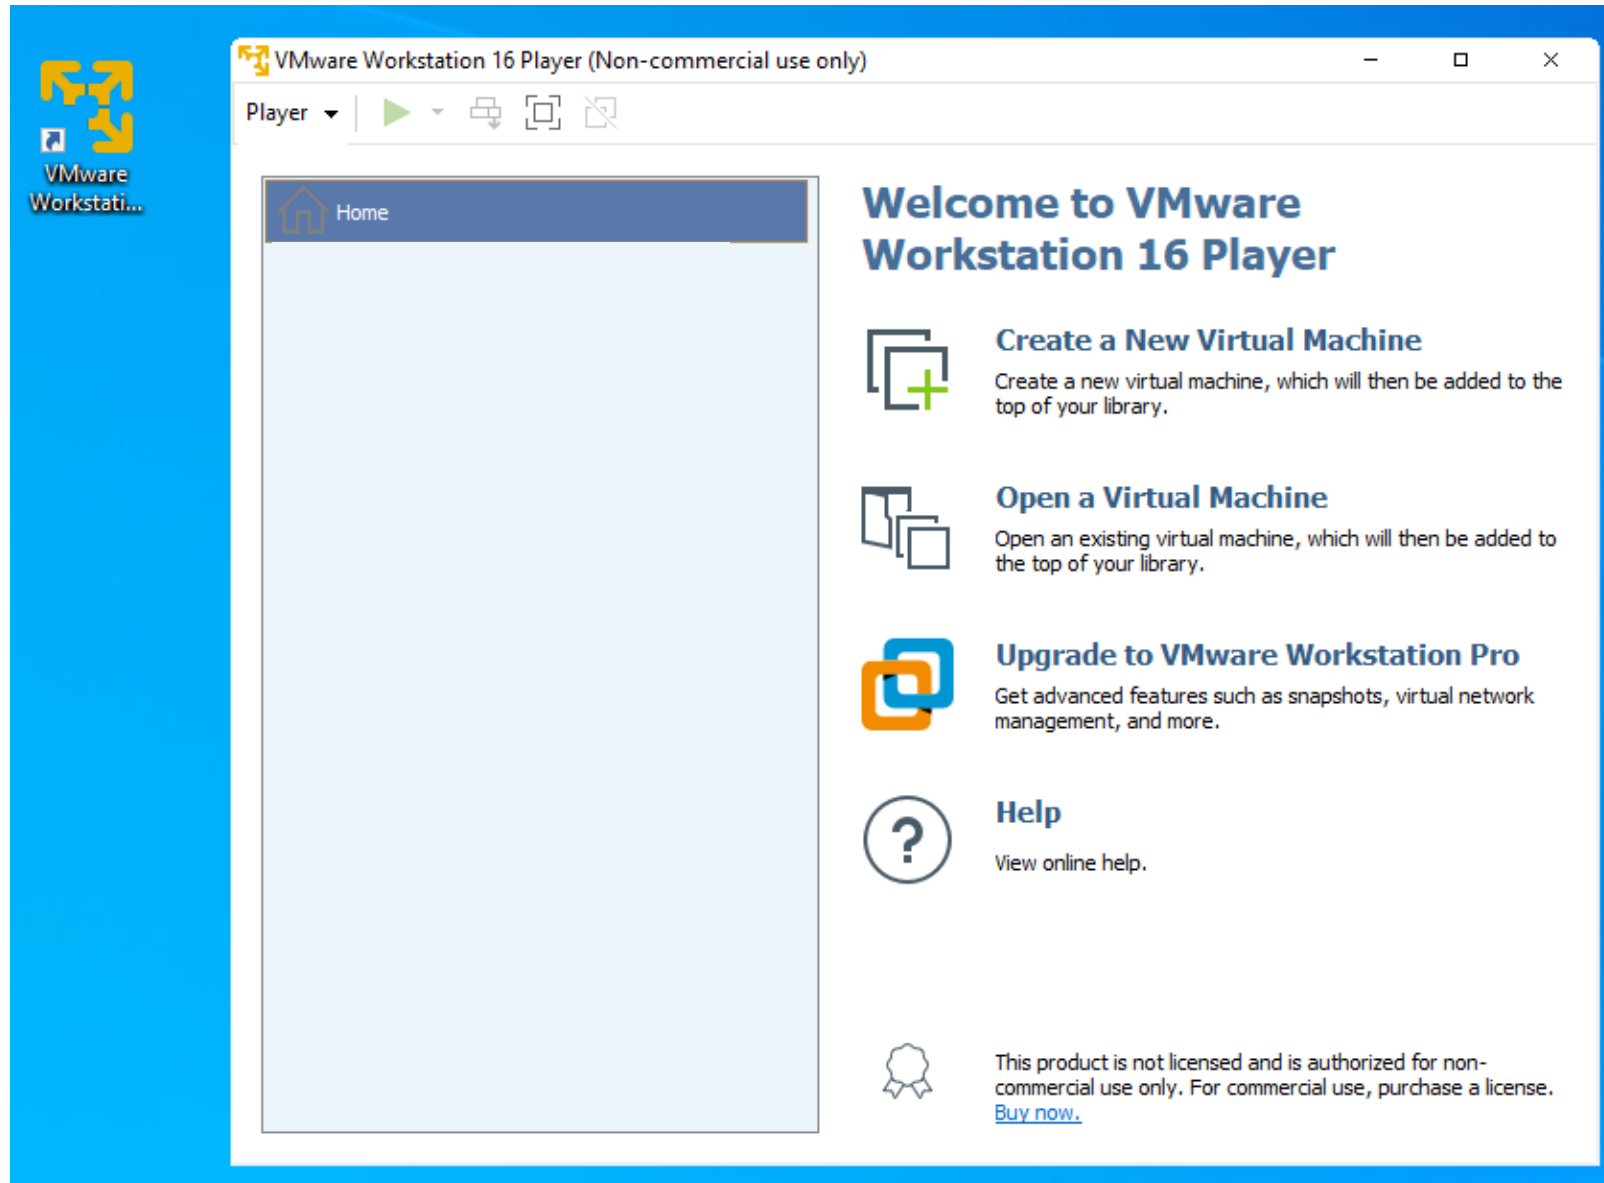 VMware
Workstati...
VMware Workstation 16 Player (Non-commercial use only)
Player
Home
Welcome to VMware
Workstation 16 Player
Create a New Virtual Machine
Create a new virtual machine, which will then be added to the
top of your library.
Open a Virtual Machine
Open an existing virtual machine, which will then be added to
the top of your library.
Upgrade to VMware Workstation Pro
Get advanced features such as snapshots, virtual network
management, and more.
?
Help
View online help.
This product is not licensed and is authorized for non-
commercial use only. For commercial use, purchase a license.
Buy now.